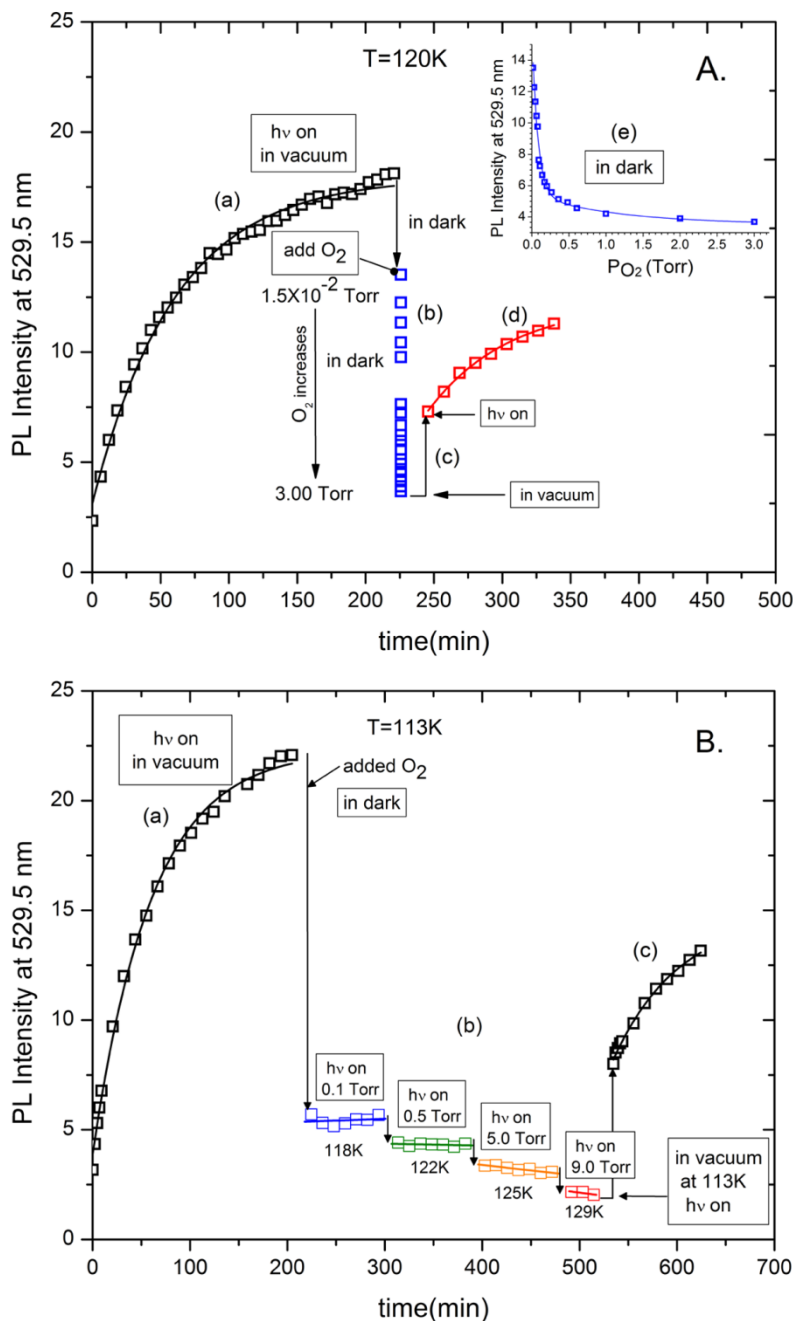 T=120K
A.
hν on
in vacuum
(a)
in dark
add O2
1.5X10-2 Torr
(b)
in dark
O2 increases
3.00 Torr
(c)
(d)
hν on
in vacuum
(e)
in dark
PL Intensity at 529.5 nm
14
12
10
8
6
4
0.0 0.5 1.0 1.5 2.0 2.5 3.0
PO2 (Torr)
PL Intensity at 529.5 nm
25
20
15
10
5
0
0 50 100 150 200 250 300 350 400 450 500
time(min)
T=113K
B.
hν on
in vacuum
(a)
added O2
in dark
(b)
(c)
hν on
0.1 Torr
118K
hν on
0.5 Torr
122K
hν on
5.0 Torr
125K
hν on
9.0 Torr
129K
in vacuum
at 113K
hν on
PL Intensity at 529.5 nm
25
20
15
10
5
0
0 100 200 300 400 500 600 700
time(min)